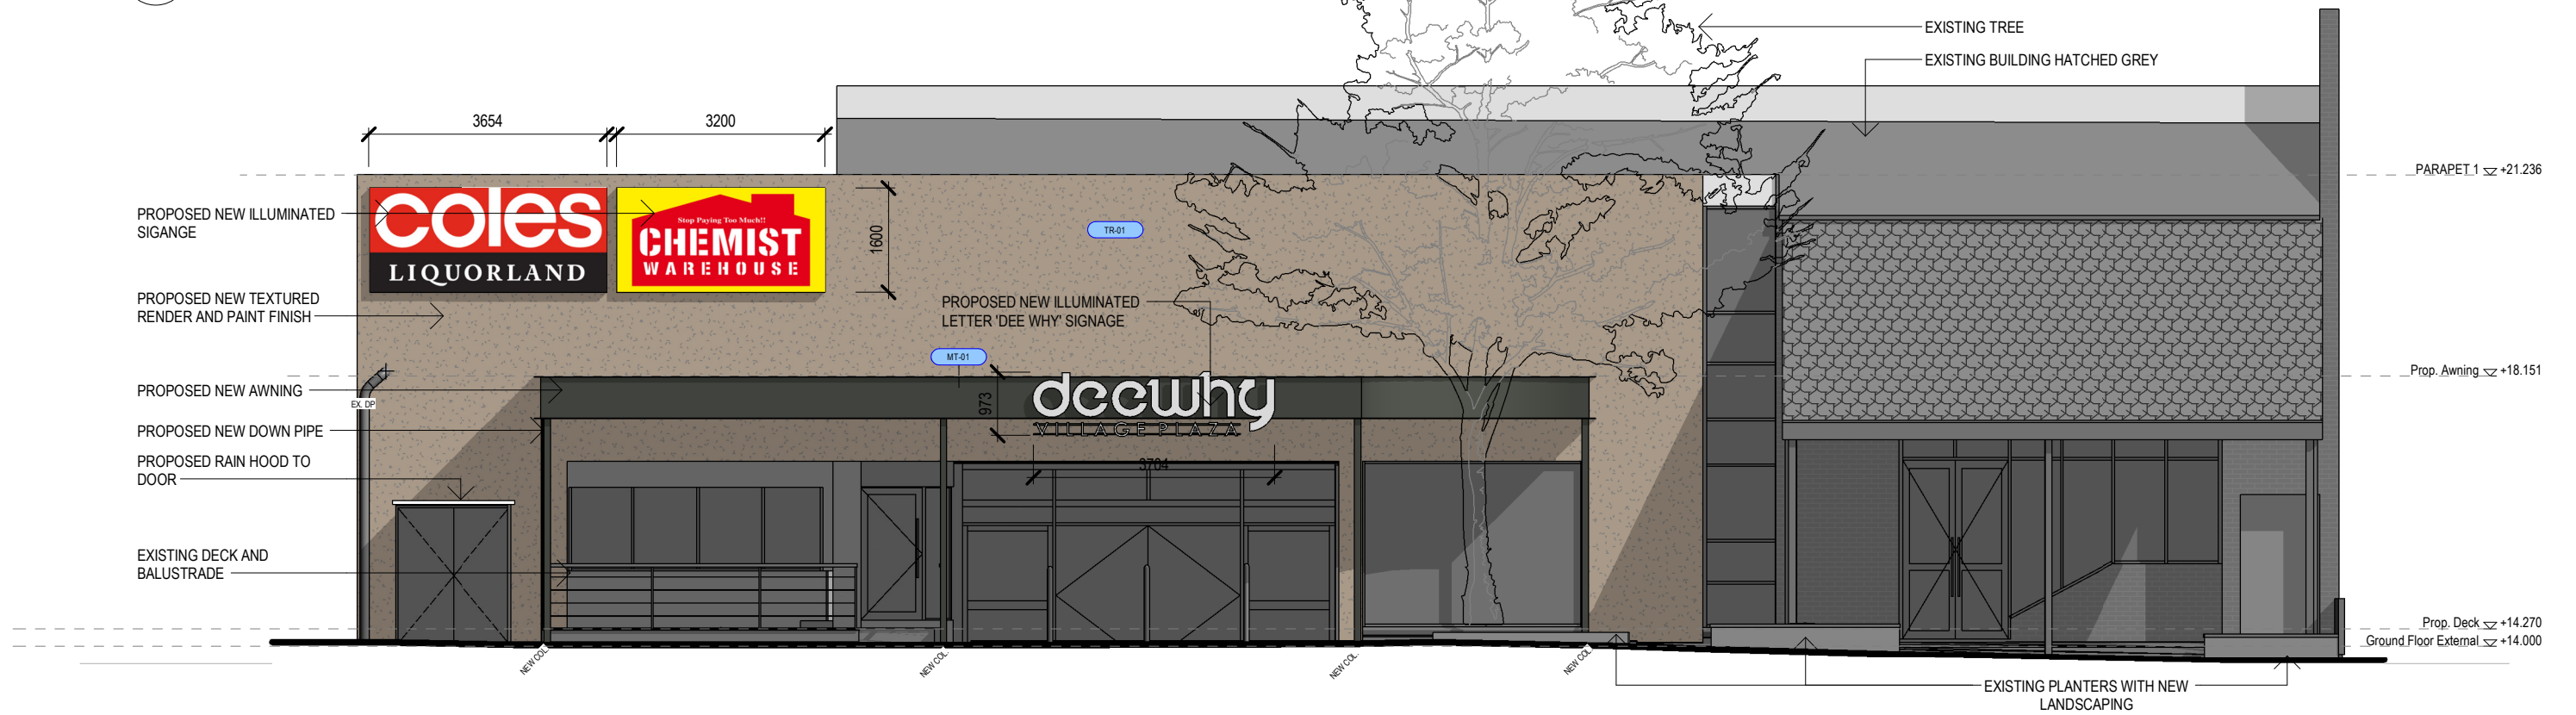 EXISTING TREE
EXISTING BUILDING HATCHED GREY
3654
3200
PARAPET 1 +21.236
PROPOSED NEW ILLUMINATED
SIGANGE
coles
LIQUORLAND
Stop Paying Too Much!!
CHEMIST
WAREHOUSE
1600
TR-01
PROPOSED NEW TEXTURED
RENDER AND PAINT FINISH
PROPOSED NEW ILLUMINATED
LETTER 'DEE WHY' SIGNAGE
MT-01
Prop. Awning +18.151
PROPOSED NEW AWNING
EX. DP
973
deewhy
VILLAGE PLAZA
PROPOSED NEW DOWN PIPE
PROPOSED RAIN HOOD TO
DOOR
3704
EXISTING DECK AND
BALUSTRADE
Prop. Deck +14.270
Ground Floor External +14.000
NEW COL.
NEW COL.
NEW COL.
NEW COL.
EXISTING PLANTERS WITH NEW
LANDSCAPING